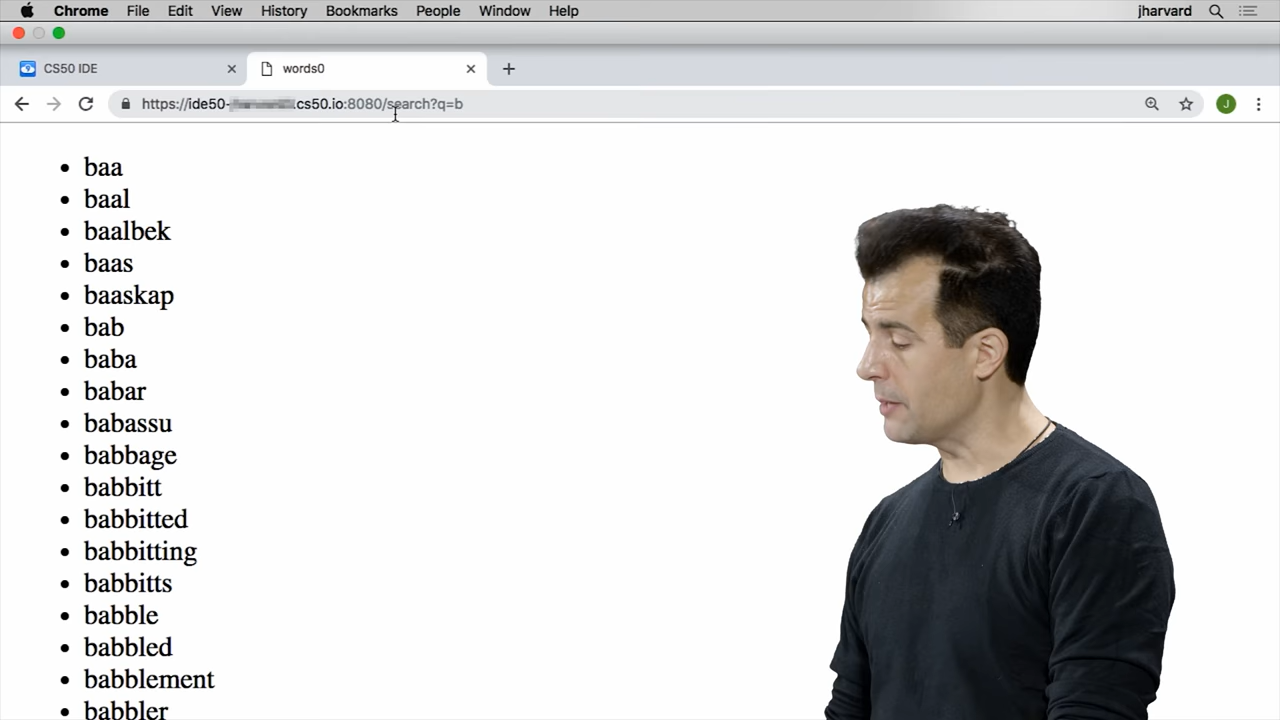 Chrome File Edit View History Bookmarks People Window Help jharvard
CS50 IDE words0
https://ide50- .cs50.io:8080/search?q=b J
baa
baal
baalbek
baas
baaskap
bab
baba
babar
babassu
babbage
babbitt
babbitted
babbitting
babbitts
babble
babbled
babblement
babbler